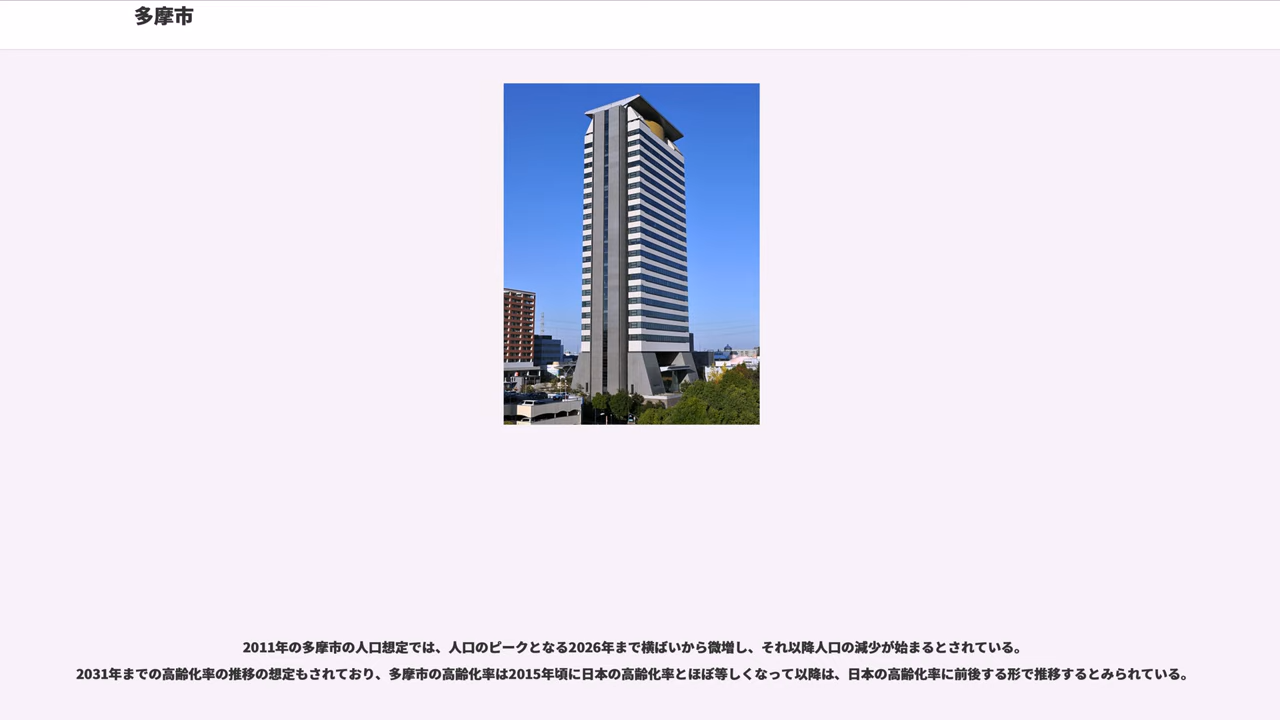 多摩市
2011年の多摩市の人口想定では、人口のピークとなる2026年まで横ばいから微増し、それ以降人口の減少が始まるとされている。
2031年までの高齢化率の推移の想定もされており、多摩市の高齢化率は2015年頃に日本の高齢化率とほぼ等しくなって以降は、日本の高齢化率に前後する形で推移するとみられている。